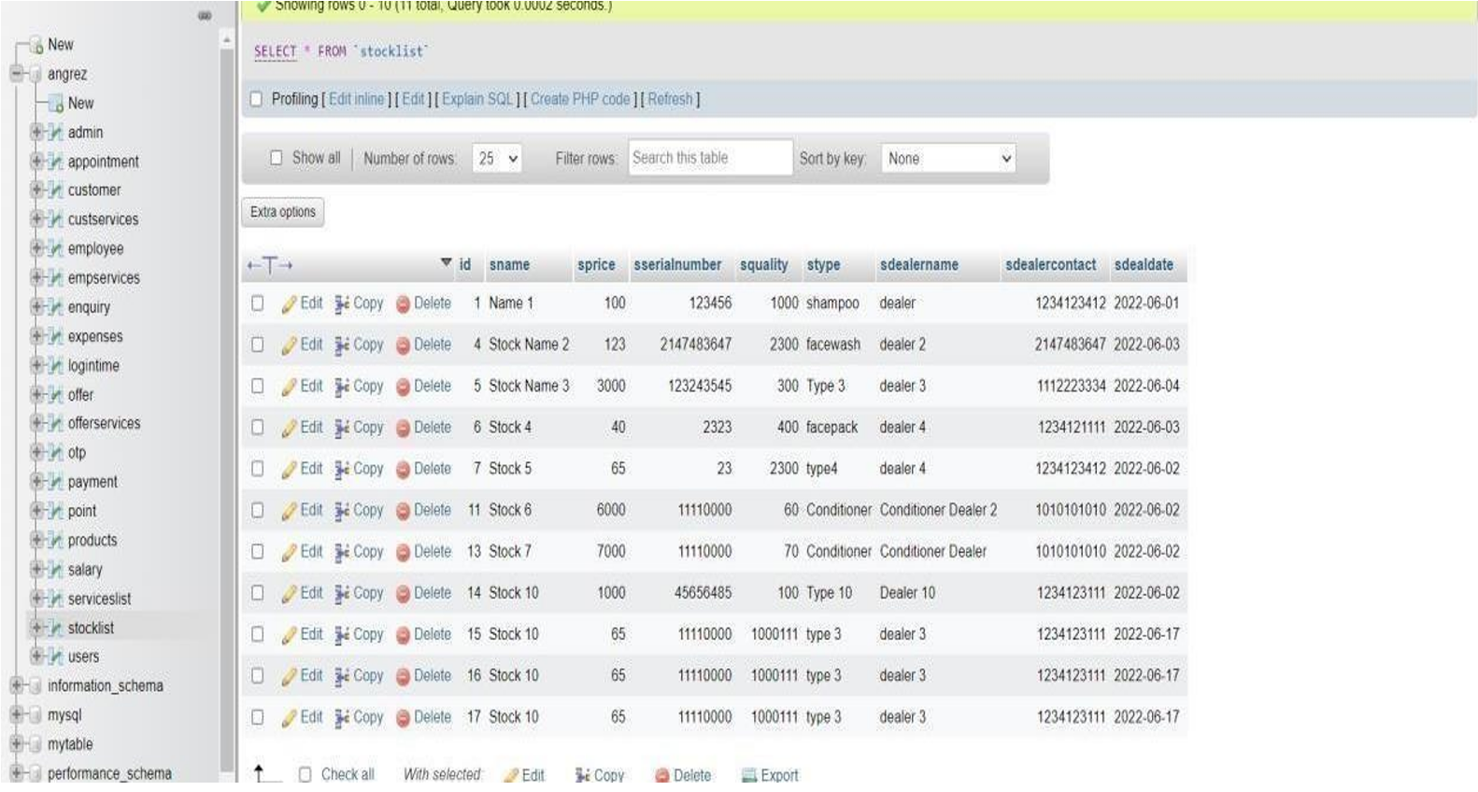 New
angrez
New
admin
appointment
customer
custservices
employee
empservices
enquiry
expenses
logintime
offer
offerservices
otp
payment
point
products
salary
serviceslist
stocklist
users
information_schema
mysql
mytable
performance_schema
Showing rows 0 - 10 (11 total, Query took 0.0002 seconds.)
SELECT * FROM `stocklist`
Profiling [ Edit inline ] [ Edit ] [ Explain SQL ] [ Create PHP code ] [ Refresh ]
Show all | Number of rows: 25 Filter rows: Search this table Sort by key: None
Extra options
←T→ ▼ id sname sprice sserialnumber squality stype sdealername sdealercontact sdealdate
Edit Copy Delete 1 Name 1 100 123456 1000 shampoo dealer 1234123412 2022-06-01
Edit Copy Delete 4 Stock Name 2 123 2147483647 2300 facewash dealer 2 2147483647 2022-06-03
Edit Copy Delete 5 Stock Name 3 3000 123243545 300 Type 3 dealer 3 1112223334 2022-06-04
Edit Copy Delete 6 Stock 4 40 2323 400 facepack dealer 4 1234121111 2022-06-03
Edit Copy Delete 7 Stock 5 65 23 2300 type4 dealer 4 1234123412 2022-06-02
Edit Copy Delete 11 Stock 6 6000 11110000 60 Conditioner Conditioner Dealer 2 1010101010 2022-06-02
Edit Copy Delete 13 Stock 7 7000 11110000 70 Conditioner Conditioner Dealer 1010101010 2022-06-02
Edit Copy Delete 14 Stock 10 1000 45656485 100 Type 10 Dealer 10 1234123111 2022-06-02
Edit Copy Delete 15 Stock 10 65 11110000 1000111 type 3 dealer 3 1234123111 2022-06-17
Edit Copy Delete 16 Stock 10 65 11110000 1000111 type 3 dealer 3 1234123111 2022-06-17
Edit Copy Delete 17 Stock 10 65 11110000 1000111 type 3 dealer 3 1234123111 2022-06-17
Check all With selected: Edit Copy Delete Export